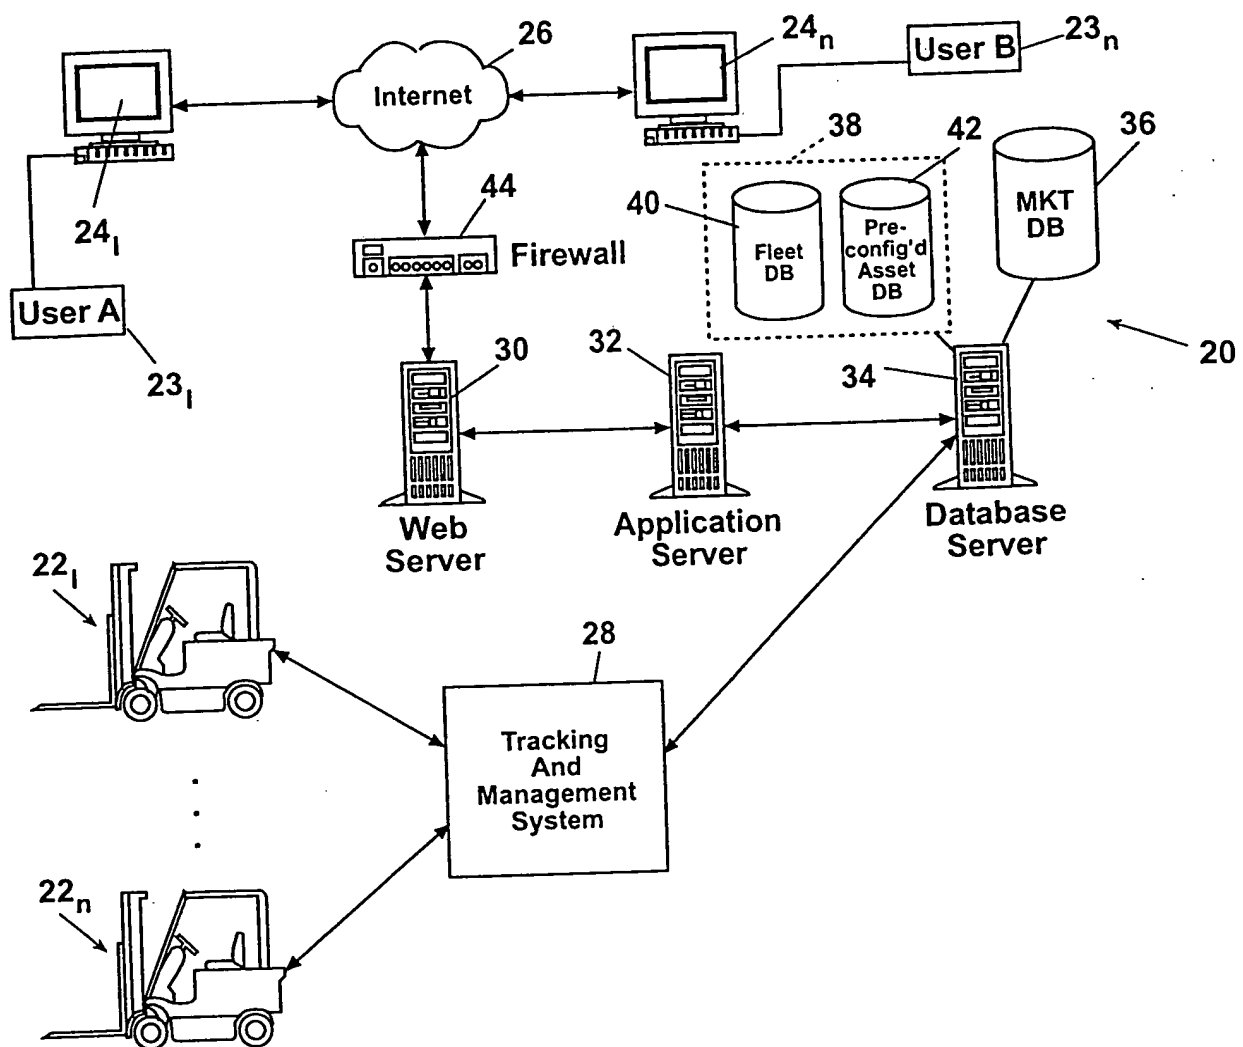 26
24n
User B
23n
Internet
38
42
36
24l
44
40
Fleet
DB
Pre-
config'd
Asset
DB
MKT
DB
Firewall
User A
23l
30
32
34
20
Web
Server
Application
Server
Database
Server
22l
28
Tracking
And
Management
System
22n